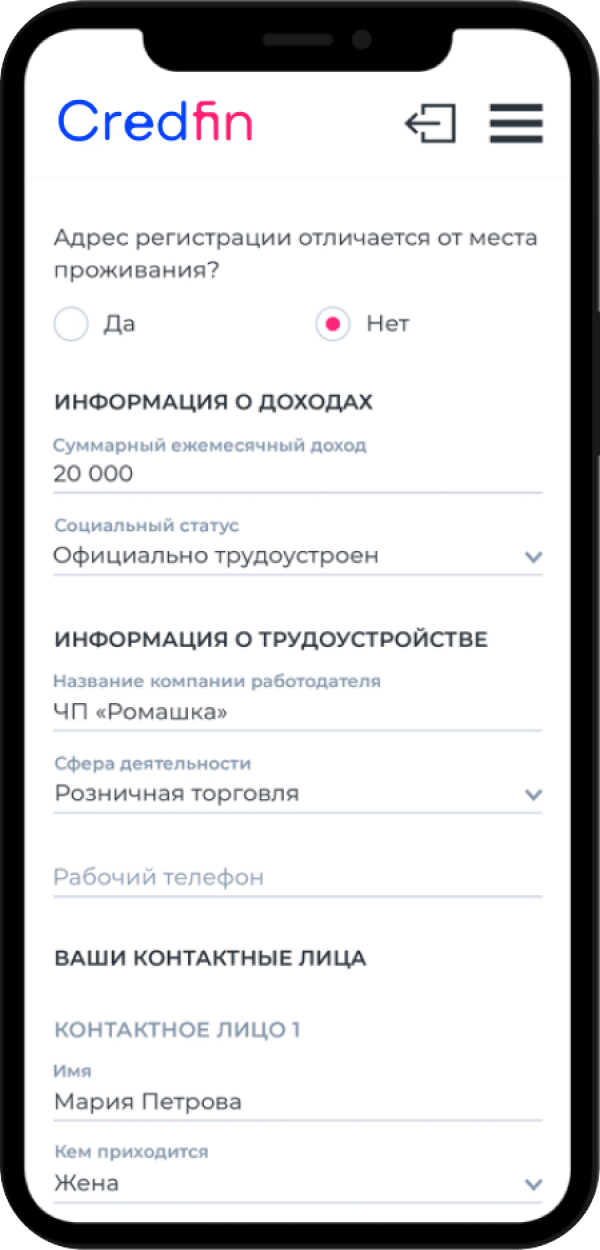 Credfin
Адрес регистрации отличается от места
проживания?
Да
Нет
ИНФОРМАЦИЯ О ДОХОДАХ
Суммарный ежемесячный доход
20 000
Социальный статус
Официально трудоустроен
ИНФОРМАЦИЯ О ТРУДОУСТРОЙСТВЕ
Название компании работодателя
ЧП «Ромашка»
Сфера деятельности
Розничная торговля
Рабочий телефон
ВАШИ КОНТАКТНЫЕ ЛИЦА
КОНТАКТНОЕ ЛИЦО 1
Имя
Мария Петрова
Кем приходится
Жена